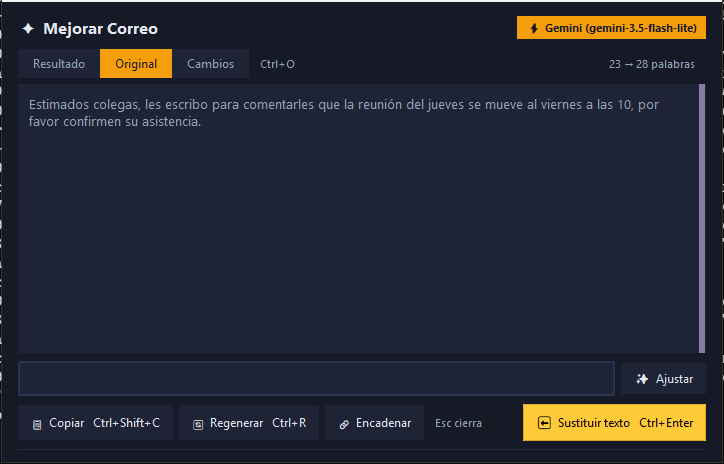 Mejorar Correo
Gemini (gemini-3.5-flash-lite)
Resultado Original Cambios Ctrl+O 23 → 28 palabras
Estimados colegas, les escribo para comentarles que la reunión del jueves se mueve al viernes a las 10, por
favor confirmen su asistencia.
Ajustar
Copiar Ctrl+Shift+C Regenerar Ctrl+R Encadenar Esc cierra Sustituir texto Ctrl+Enter